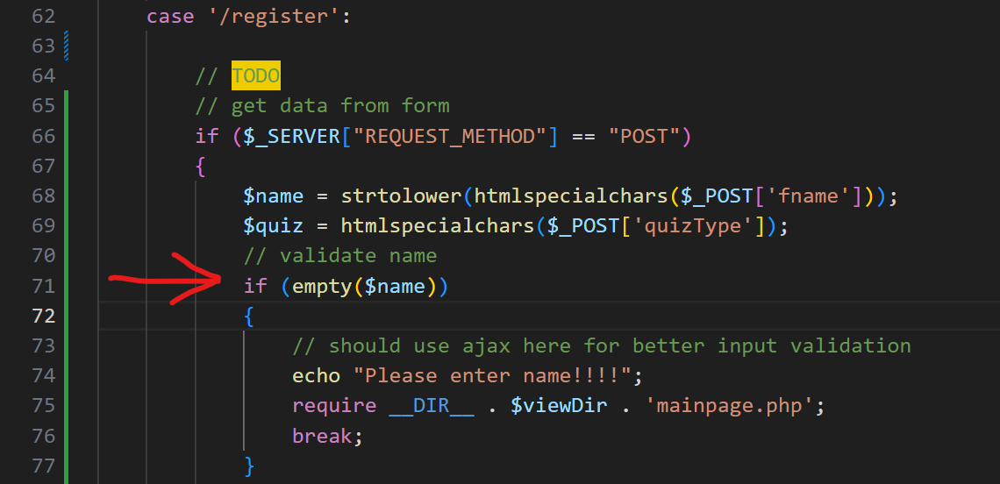 62 case '/register':
63
64 // TODO
65 // get data from form
66 if ($_SERVER["REQUEST_METHOD"] == "POST")
67 {
68 $name = strtolower(htmlspecialchars($_POST['fname']));
69 $quiz = htmlspecialchars($_POST['quizType']);
70 // validate name
71 if (empty($name))
72 {
73 // should use ajax here for better input validation
74 echo "Please enter name!!!!";
75 require __DIR__ . $viewDir . 'mainpage.php';
76 break;
77 }